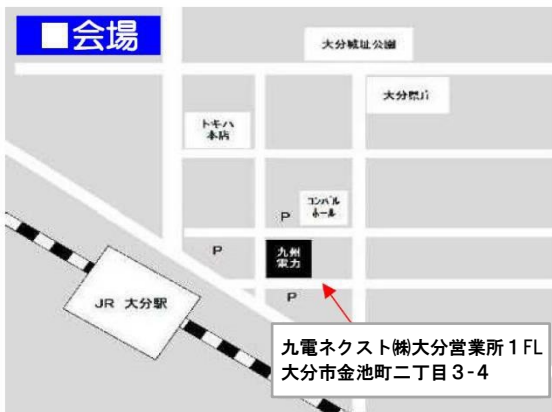 ■会場
大分城址公園
大分県庁
トキハ
本店
コンパル
ホール
P
P
九州
電力
P
JR 大分駅
九電ネクスト㈱大分営業所1FL
大分市金池町二丁目3-4